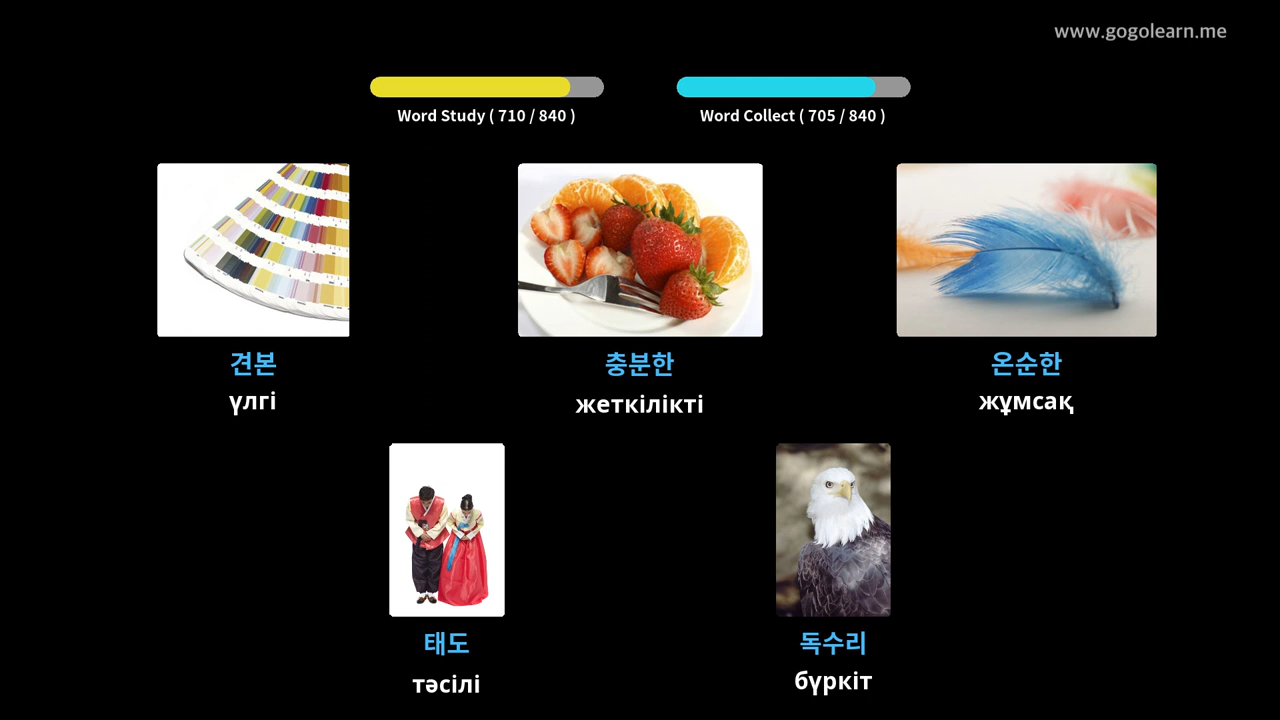 www.gogolearn.me
Word Study ( 710 / 840 )
Word Collect ( 705 / 840 )
견본
үлгі
충분한
жеткілікті
온순한
жұмсақ
태도
тәсілі
독수리
бүркіт